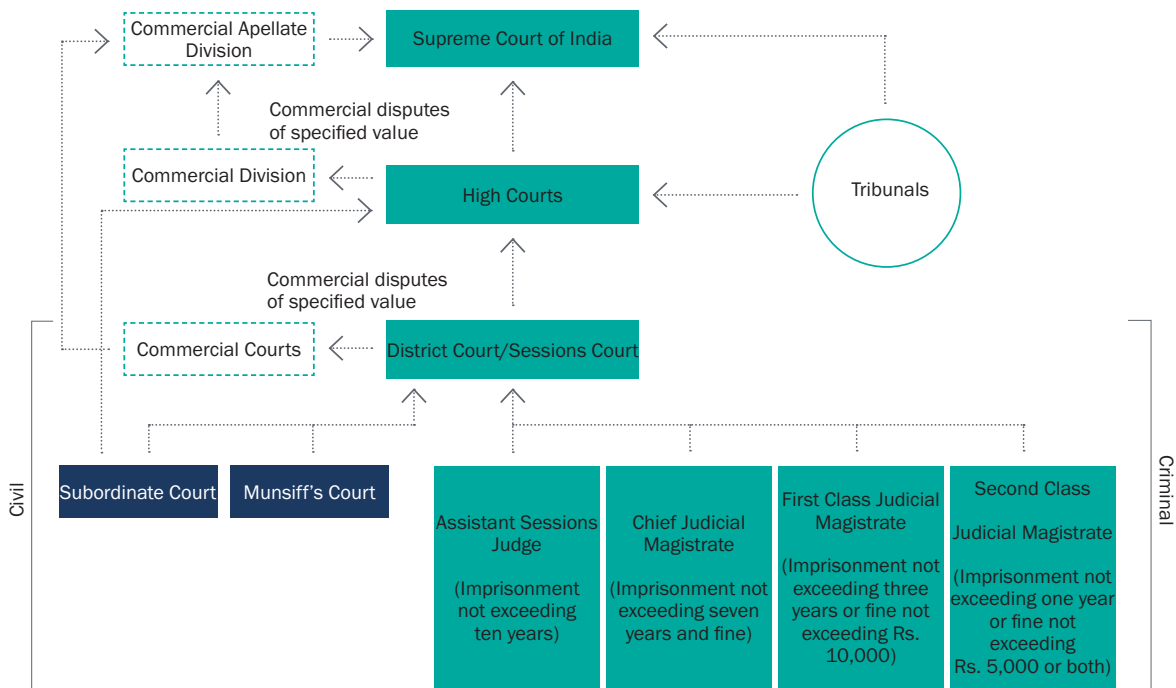 Commercial Apellate
Division
Supreme Court of India
Commercial disputes
of specified value
Commercial Division
High Courts
Tribunals
Commercial disputes
of specified value
Commercial Courts
District Court/Sessions Court
Civil
Subordinate Court
Munsiff's Court
Assistant Sessions
Judge
(Imprisonment
not exceeding
ten years)
Chief Judicial
Magistrate
(Imprisonment not
exceeding seven
years and fine)
First Class Judicial
Magistrate
(Imprisonment not
exceeding three
years or fine not
exceeding Rs.
10,000)
Second Class
Judicial Magistrate
(Imprisonment not
exceeding one year
or fine not
exceeding
Rs. 5,000 or both)
Criminal